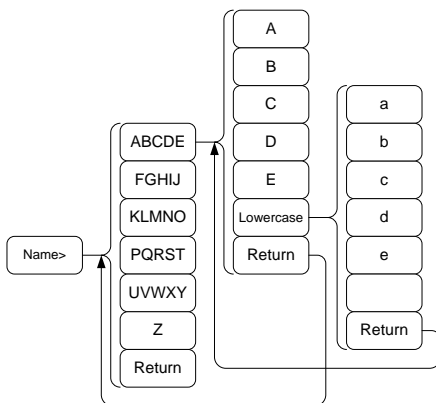 Name>
ABCDE
FGHIJ
KLMNO
PQRST
UVWXY
Z
Return
A
B
C
D
E
Lowercase
Return
a
b
c
d
e
Return